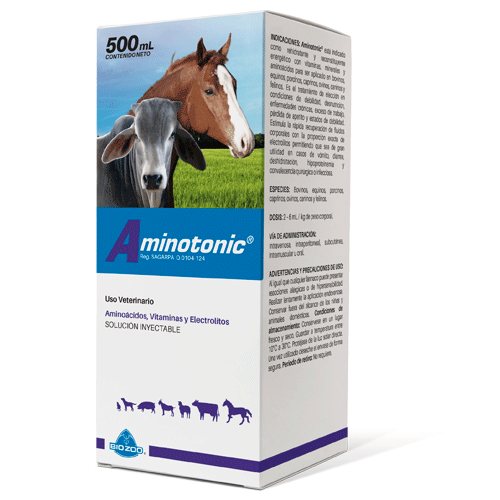 500mL
CONTENIDO NETO
Aminotonic®
Reg. SAGARPA Q-0104-124
Uso Veterinario
Aminoácidos, Vitaminas y Electrolitos
SOLUCIÓN INYECTABLE
BIOZOO
INDICACIONES: Aminotonic® está indicado
como rehidratante y reconstituyente
energético con vitaminas, minerales y
aminoácidos para ser aplicado en bovinos,
equinos, porcinos, caprinos, ovinos, caninos y
felinos. Es el tratamiento de elección en
condiciones de debilidad, desnutrición,
enfermedades crónicas, exceso de trabajo,
pérdida de apetito y estados de debilidad.
Estimula la rápida recuperación de fluidos
corporales con la proporción exacta de
electrolitos permitiendo que sea de gran
utilidad en casos de vómito, diarrea,
deshidratación, hipoproteinemia y
convalecencia quirúrgica o infecciosa.
ESPECIES: Bovinos, equinos, porcinos,
caprinos, ovinos, caninos y felinos.
DOSIS: 2 - 6 mL / kg de peso corporal.
VÍA DE ADMINISTRACIÓN:
Intravenosa intraperitoneal, subcutánea,
intramuscular u oral.
ADVERTENCIAS Y PRECAUCIONES DE USO:
Al igual que cualquier fármaco puede presentar
reacciones alérgicas o de hipersensibilidad.
Realizar lentamente la aplicación endovenosa.
Conservar fuera del alcance de los niños y
animales domésticos. Condiciones de
almacenamiento: Consérvese en un lugar
fresco y seco. Guardar a temperatura entre
10°C a 30°C. Protéjase de la luz solar directa.
Una vez utilizado deseche el envase de forma
segura. Período de retiro: No requiere.